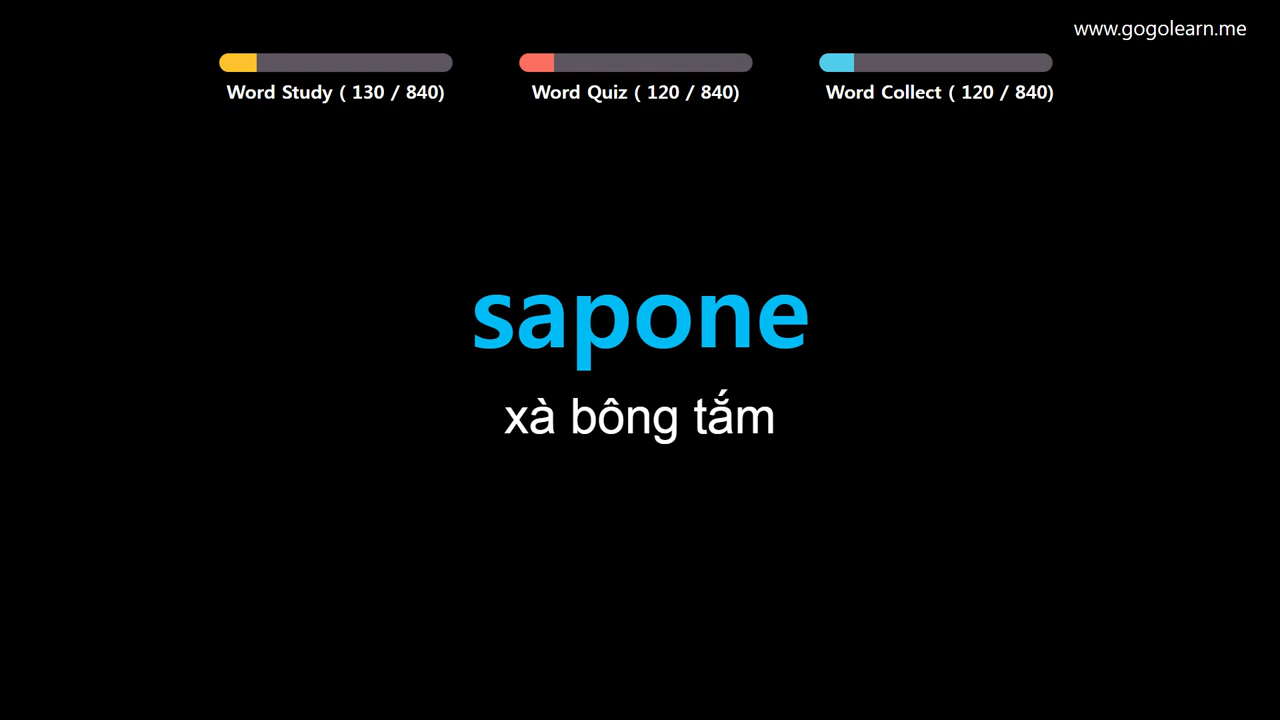 www.gogolearn.me
Word Study ( 130 / 840)
Word Quiz ( 120 / 840)
Word Collect ( 120 / 840)
sapone
xà bông tắm